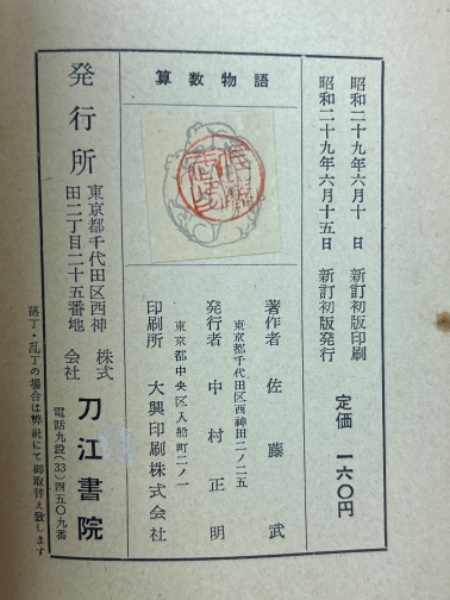 昭和二十九年六月十　日　新訂初版印刷
昭和二十九年六月十五日　新訂初版発行
定価　一六〇円
算数物語
著作者　佐藤武
東京都千代田区西神田二ノ二五
発行者　中村正明
東京都中央区入船町二ノ一
印刷所　大興印刷株式会社
発行所
東京都千代田区西神
田二丁目二十五番地
株式
会社
刀江書院
電話九段(33)四五〇九番
落丁・乱丁の場合は弊社にて御取替え致します